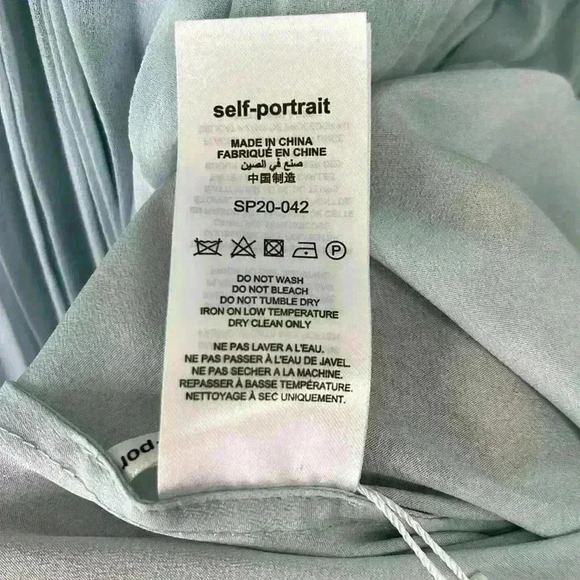 self-portrait
MADE IN CHINA
FABRIQUÉ EN CHINE
صنع في الصين
中国制造
SP20-042
P
DO NOT WASH
DO NOT BLEACH
DO NOT TUMBLE DRY
IRON ON LOW TEMPERATURE
DRY CLEAN ONLY
NE PAS LAVER A L'EAU.
NE PAS PASSER À L'EAU DE JAVEL.
NE PAS SECHER A LA MACHINE.
REPASSER À BASSE TEMPÉRATURE.
NETTOYAGE À SEC UNIQUEMENT.
-por